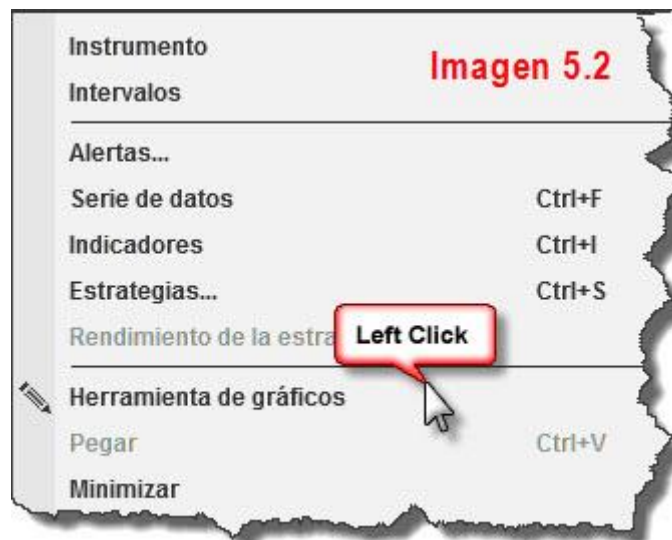 Instrumento
Imagen 5.2
Intervalos
Alertas...
Serie de datos Ctrl+F
Indicadores Ctrl+I
Estrategias... Ctrl+S
Rendimiento de la estra
Left Click
Herramienta de gráficos
Pegar Ctrl+V
Minimizar